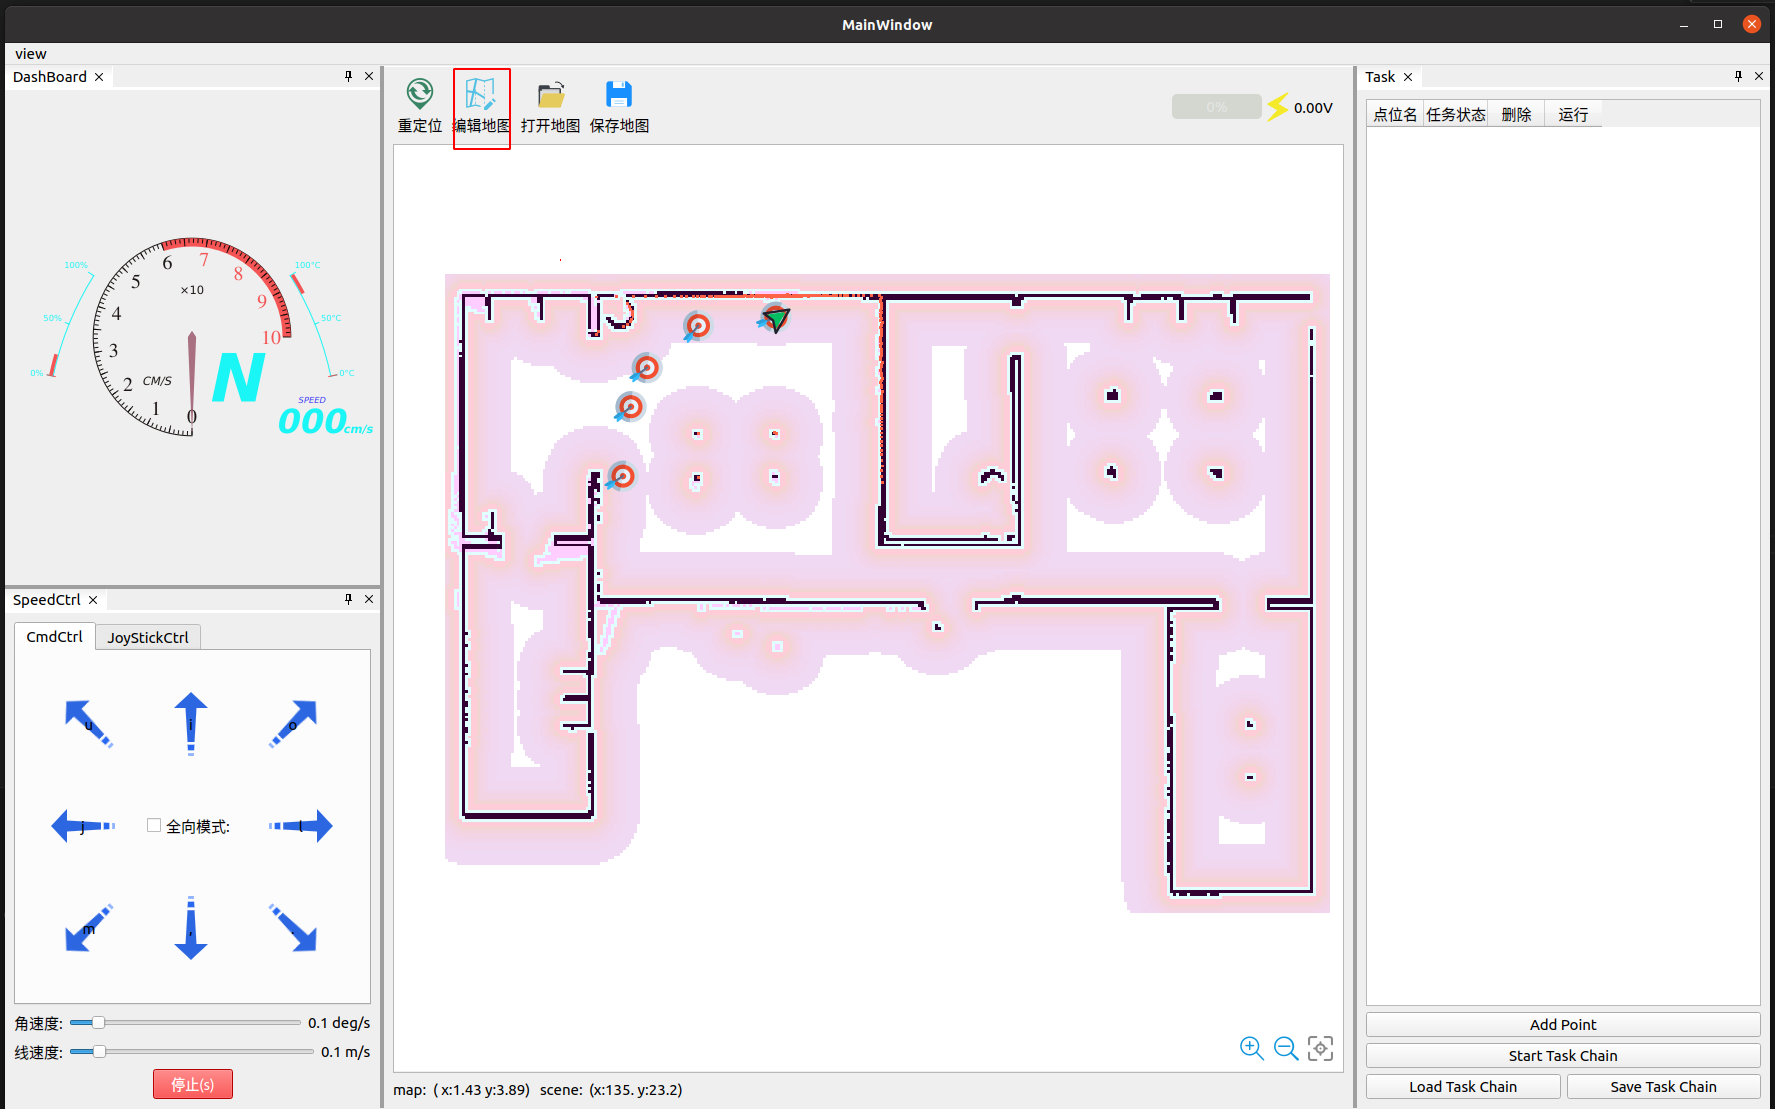 MainWindow
view
DashBoard
100%
50%
0%
0
1
2
3
4
5
6
7
8
9
10
×10
CM/S
N
100°C
50°C
0°C
SPEED
000cm/s
SpeedCtrl
CmdCtrl
JoyStickCtrl
u
i
o
j
全向模式:
l
m
,
.
角速度:
0.1 deg/s
线速度:
0.1 m/s
停止(s)
重定位
编辑地图
打开地图
保存地图
0%
0.00V
map: ( x:1.43 y:3.89) scene: (x:135. y:23.2)
Task
点位名 任务状态 删除 运行
Add Point
Start Task Chain
Load Task Chain
Save Task Chain